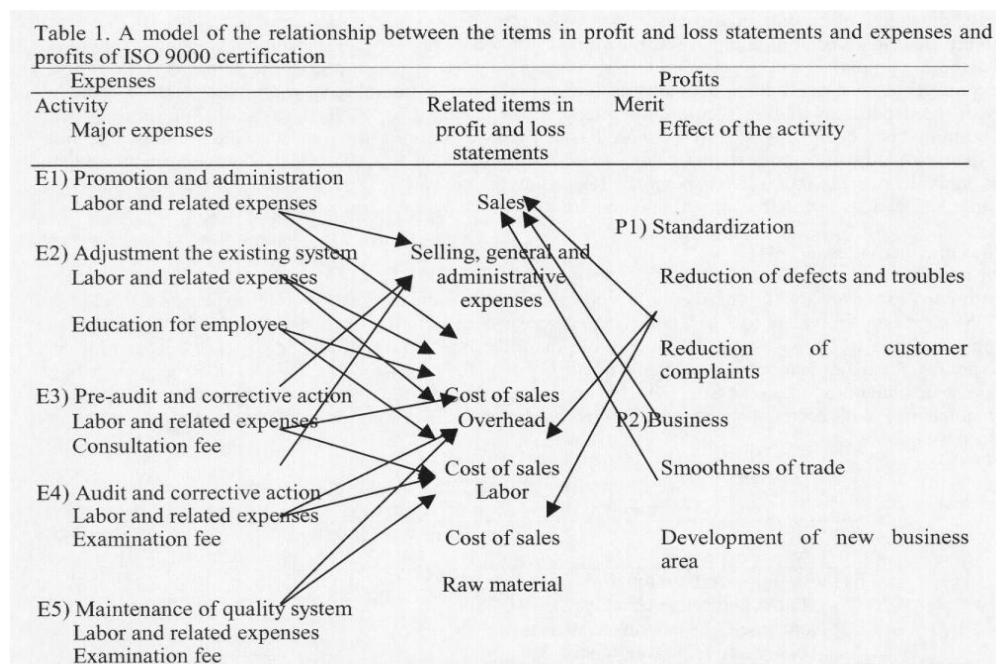 Table 1. A model of the relationship between the items in profit and loss statements and expenses and
profits of ISO 9000 certification
Expenses Profits
Activity Related items in Merit
Major expenses profit and loss Effect of the activity
statements
E1) Promotion and administration
Labor and related expenses Sales
P1) Standardization
E2) Adjustment the existing system Selling, general and
Labor and related expenses administrative Reduction of defects and troubles
expenses
Education for employee
Reduction of customer
complaints
E3) Pre-audit and corrective action Cost of sales
Labor and related expenses Overhead P2)Business
Consultation fee
Cost of sales Smoothness of trade
E4) Audit and corrective action Labor
Labor and related expenses
Examination fee Cost of sales Development of new business
area
Raw material
E5) Maintenance of quality system
Labor and related expenses
Examination fee